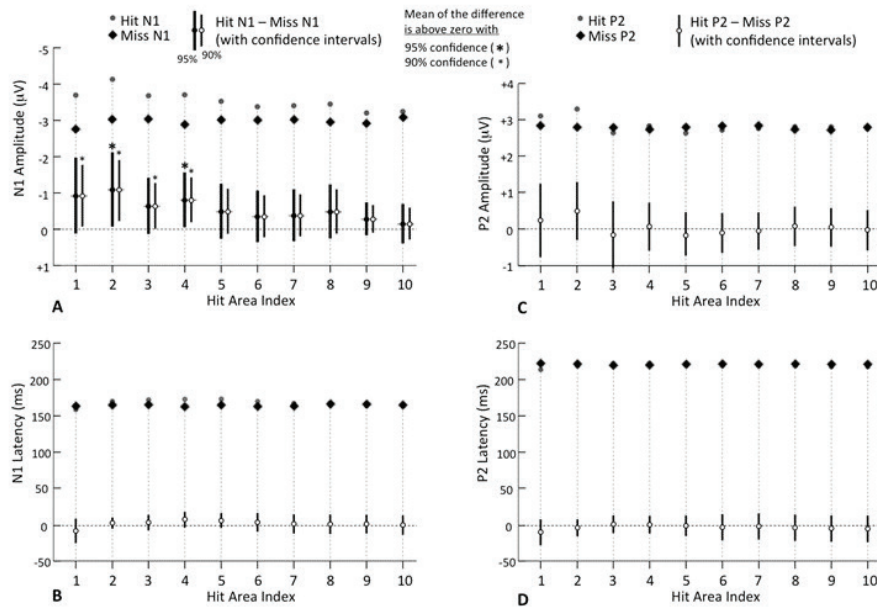 Hit N1
Miss N1
Hit N1 – Miss N1
(with confidence intervals)
95%
90%
Mean of the difference
is above zero with
95% confidence ( * )
90% confidence ( * )
Hit P2
Miss P2
Hit P2 – Miss P2
(with confidence intervals)
N1 Amplitude (µV)
-5
-4
-3
-2
-1
0
+1
* * * * * *
1 2 3 4 5 6 7 8 9 10
Hit Area Index
A
P2 Amplitude (µV)
+4
+3
+2
+1
0
-1
1 2 3 4 5 6 7 8 9 10
Hit Area Index
C
N1 Latency (ms)
250
200
150
100
50
0
-50
1 2 3 4 5 6 7 8 9 10
Hit Area Index
B
P2 Latency (ms)
250
200
150
100
50
0
-50
1 2 3 4 5 6 7 8 9 10
Hit Area Index
D